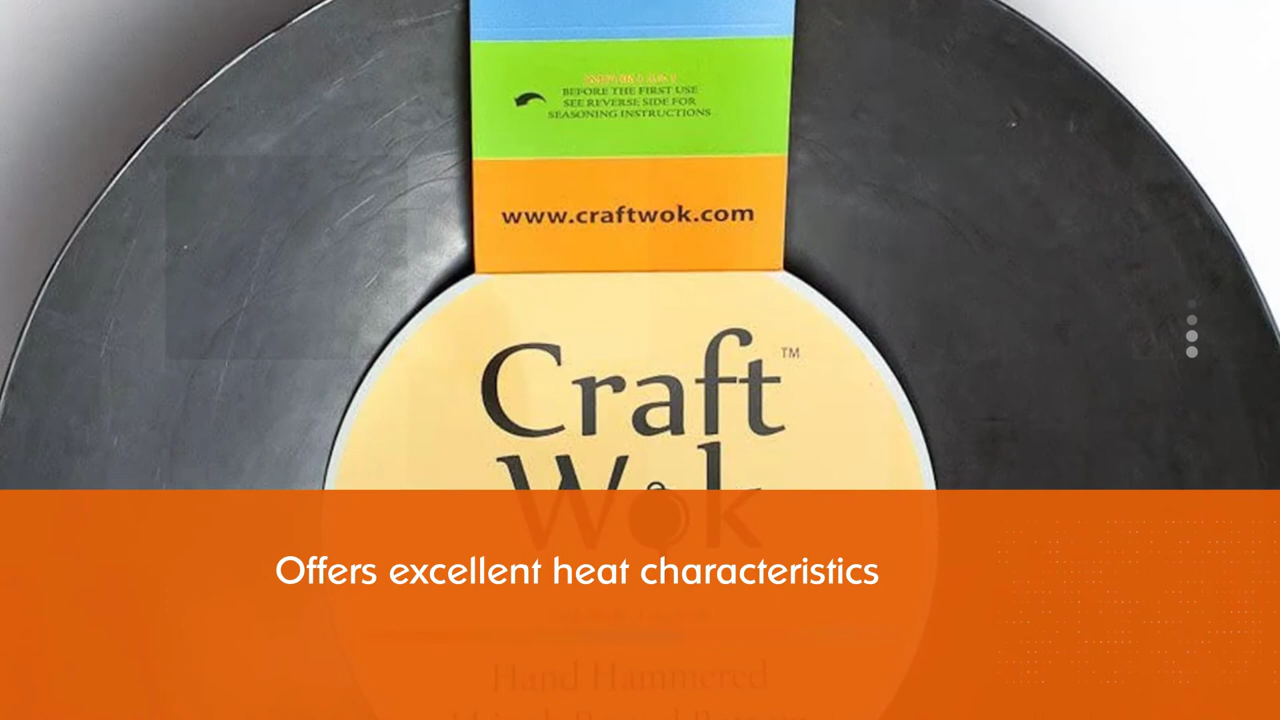 BEFORE THE FIRST USE
SEE REVERSE SIDE FOR
SEASONING INSTRUCTIONS
www.craftwok.com
Craft™
Wok
Offers excellent heat characteristics
Hand Hammered